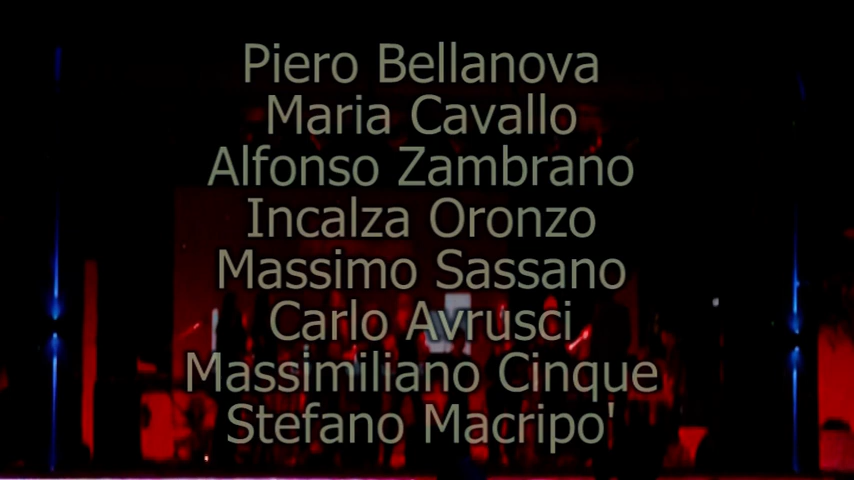 Piero Bellanova
Maria Cavallo
Alfonso Zambrano
Incalza Oronzo
Massimo Sassano
Carlo Avrusci
Massimiliano Cinque
Stefano Macripo'